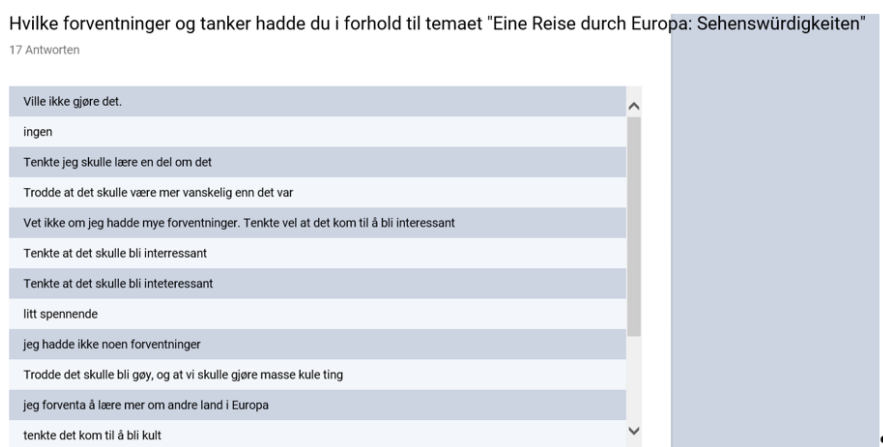 Hvilke forventninger og tanker hadde du i forhold til temaet "Eine Reise durch Europa: Sehenswürdigkeiten"
17 Antworten
Ville ikke gjøre det.
ingen
Tenkte jeg skulle lære en del om det
Trodde at det skulle være mer vanskelig enn det var
Vet ikke om jeg hadde mye forventninger. Tenkte vel at det kom til å bli interessant
Tenkte at det skulle bli interressant
Tenkte at det skulle bli inteteressant
litt spennende
jeg hadde ikke noen forventninger
Trodde det skulle bli gøy, og at vi skulle gjøre masse kule ting
jeg forventa å lære mer om andre land i Europa
tenkte det kom til å bli kult